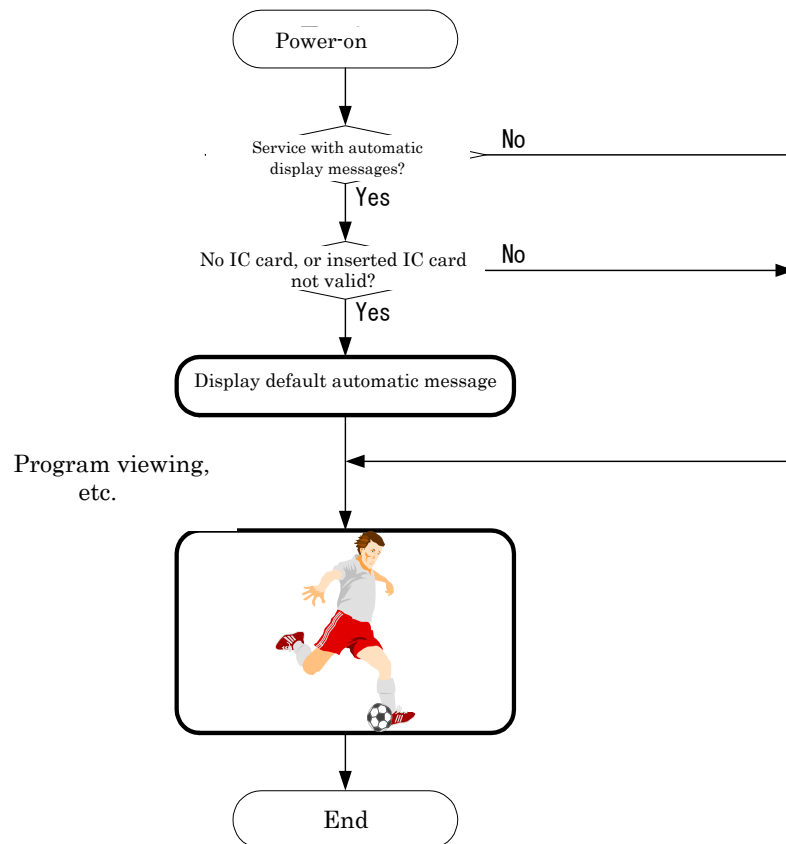 Power-on
Service with automatic
display messages?
No
Yes
No IC card, or inserted IC card
not valid?
No
Yes
Display default automatic message
Program viewing,
etc.
End